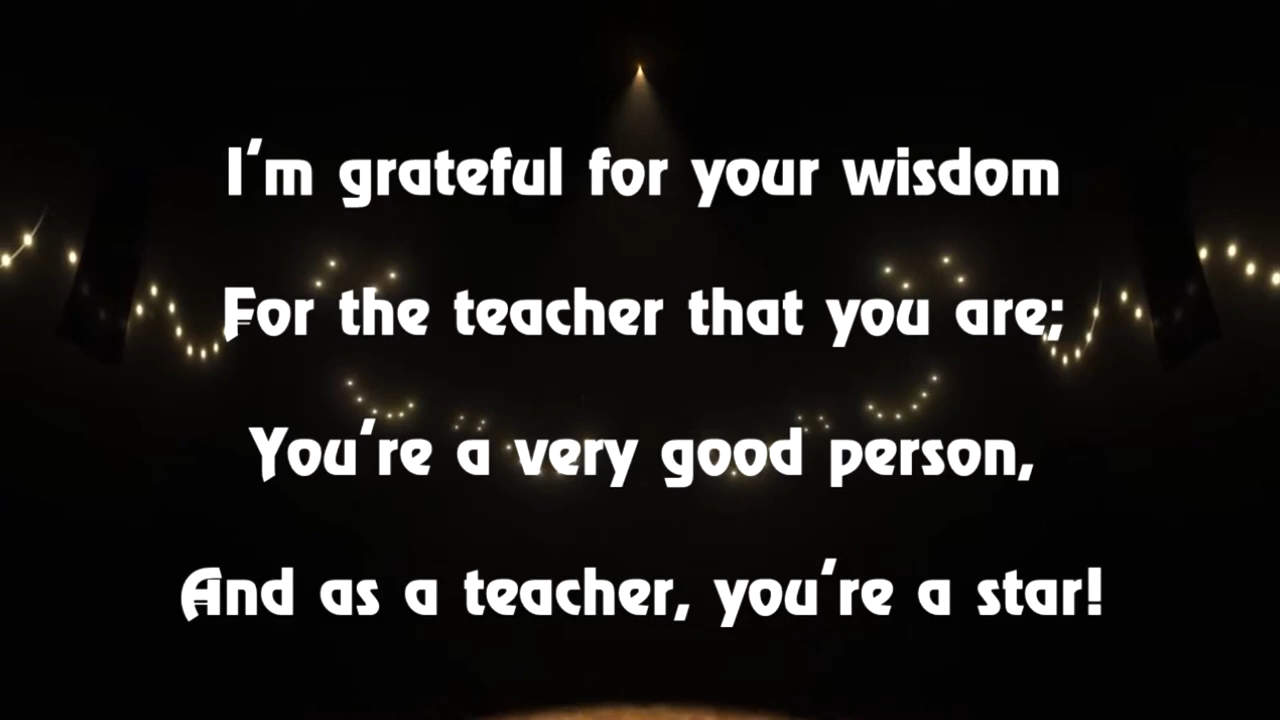 I'm grateful for your wisdom
For the teacher that you are;
You're a very good person,
And as a teacher, you're a star!